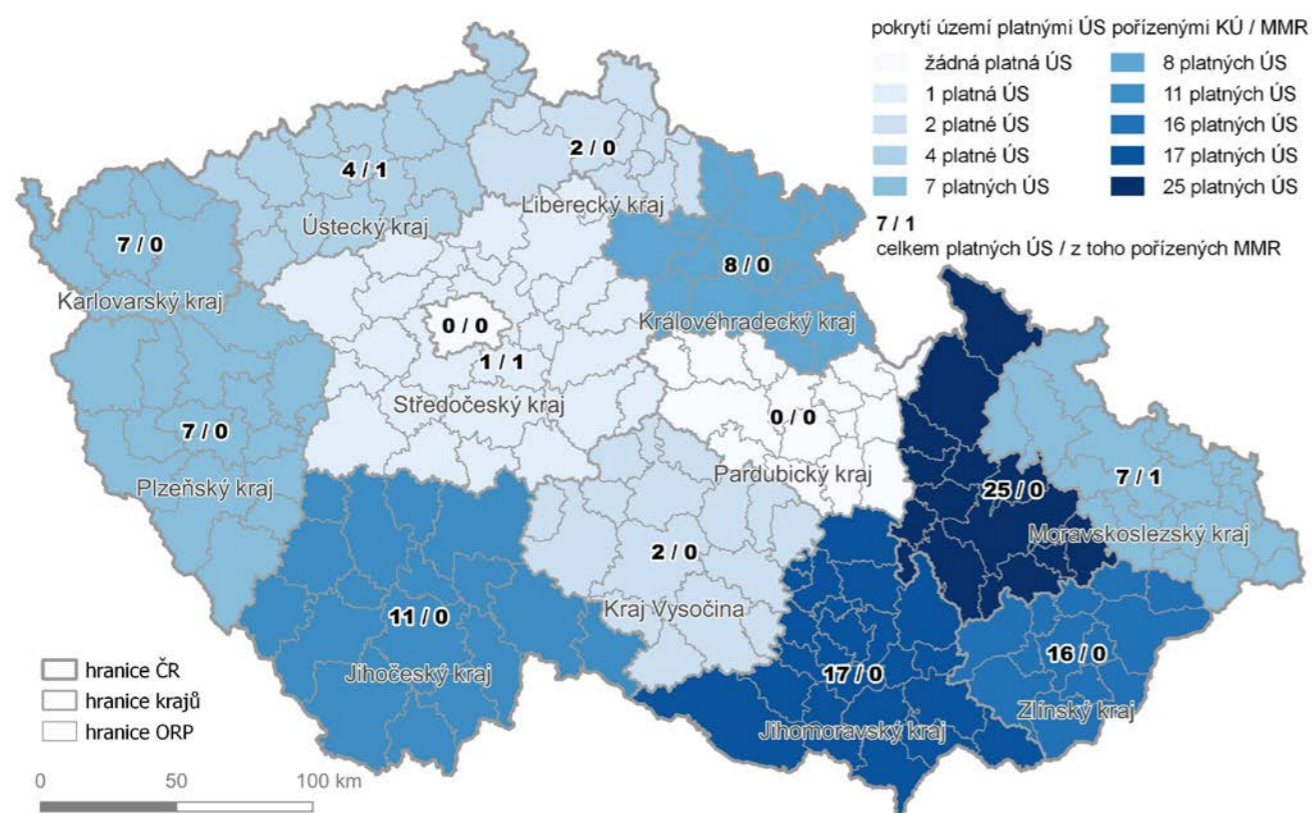 pokrytí území platnými ÚS pořízenými KÚ / MMR
žádná platná ÚS
1 platná ÚS
2 platné ÚS
4 platné ÚS
7 platných ÚS
8 platných ÚS
11 platných ÚS
16 platných ÚS
17 platných ÚS
25 platných ÚS
7 / 1
celkem platných ÚS / z toho pořízených MMR
2 / 0
Liberecký kraj
4 / 1
Ústecký kraj
7 / 0
Karlovarský kraj
8 / 0
Královéhradecký kraj
0 / 0
1 / 1
Středočeský kraj
0 / 0
Pardubický kraj
7 / 0
Plzeňský kraj
25 / 0
7 / 1
Moravskoslezský kraj
2 / 0
Kraj Vysočina
11 / 0
Jihočeský kraj
17 / 0
Jihomoravský kraj
16 / 0
Zlínský kraj
hranice ČR
hranice krajů
hranice ORP
0 50 100 km